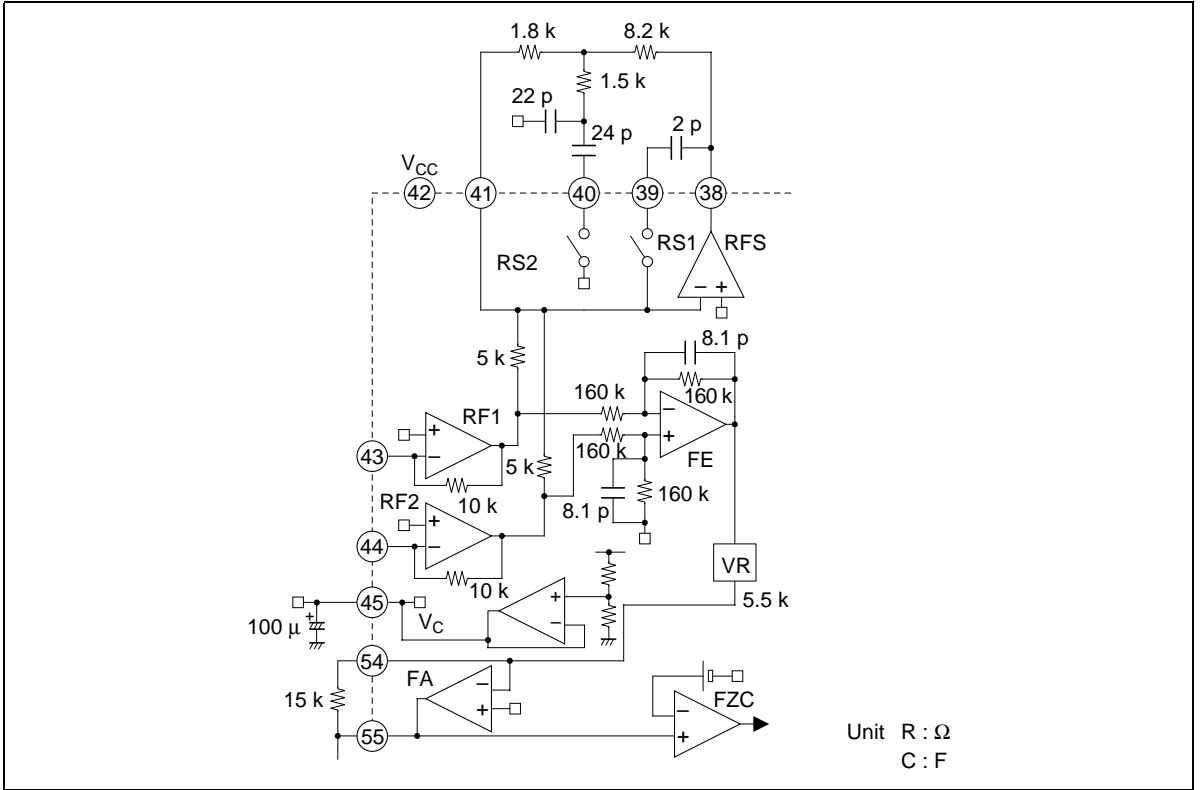 1.8 k 8.2 k
1.5 k
22 p
24 p 2 p
V_CC
42 41 40 39 38
RS2 RS1 RFS
− +
5 k 8.1 p
160 k 160 k
RF1
+ −
43
− +
160 k FE
5 k
10 k
160 k
8.1 p
RF2
+ −
44
10 k
VR
5.5 k
45
V_C
+ −
100 μ +
54
FA
− +
15 k
FZC
− +
55
Unit R : Ω
C : F